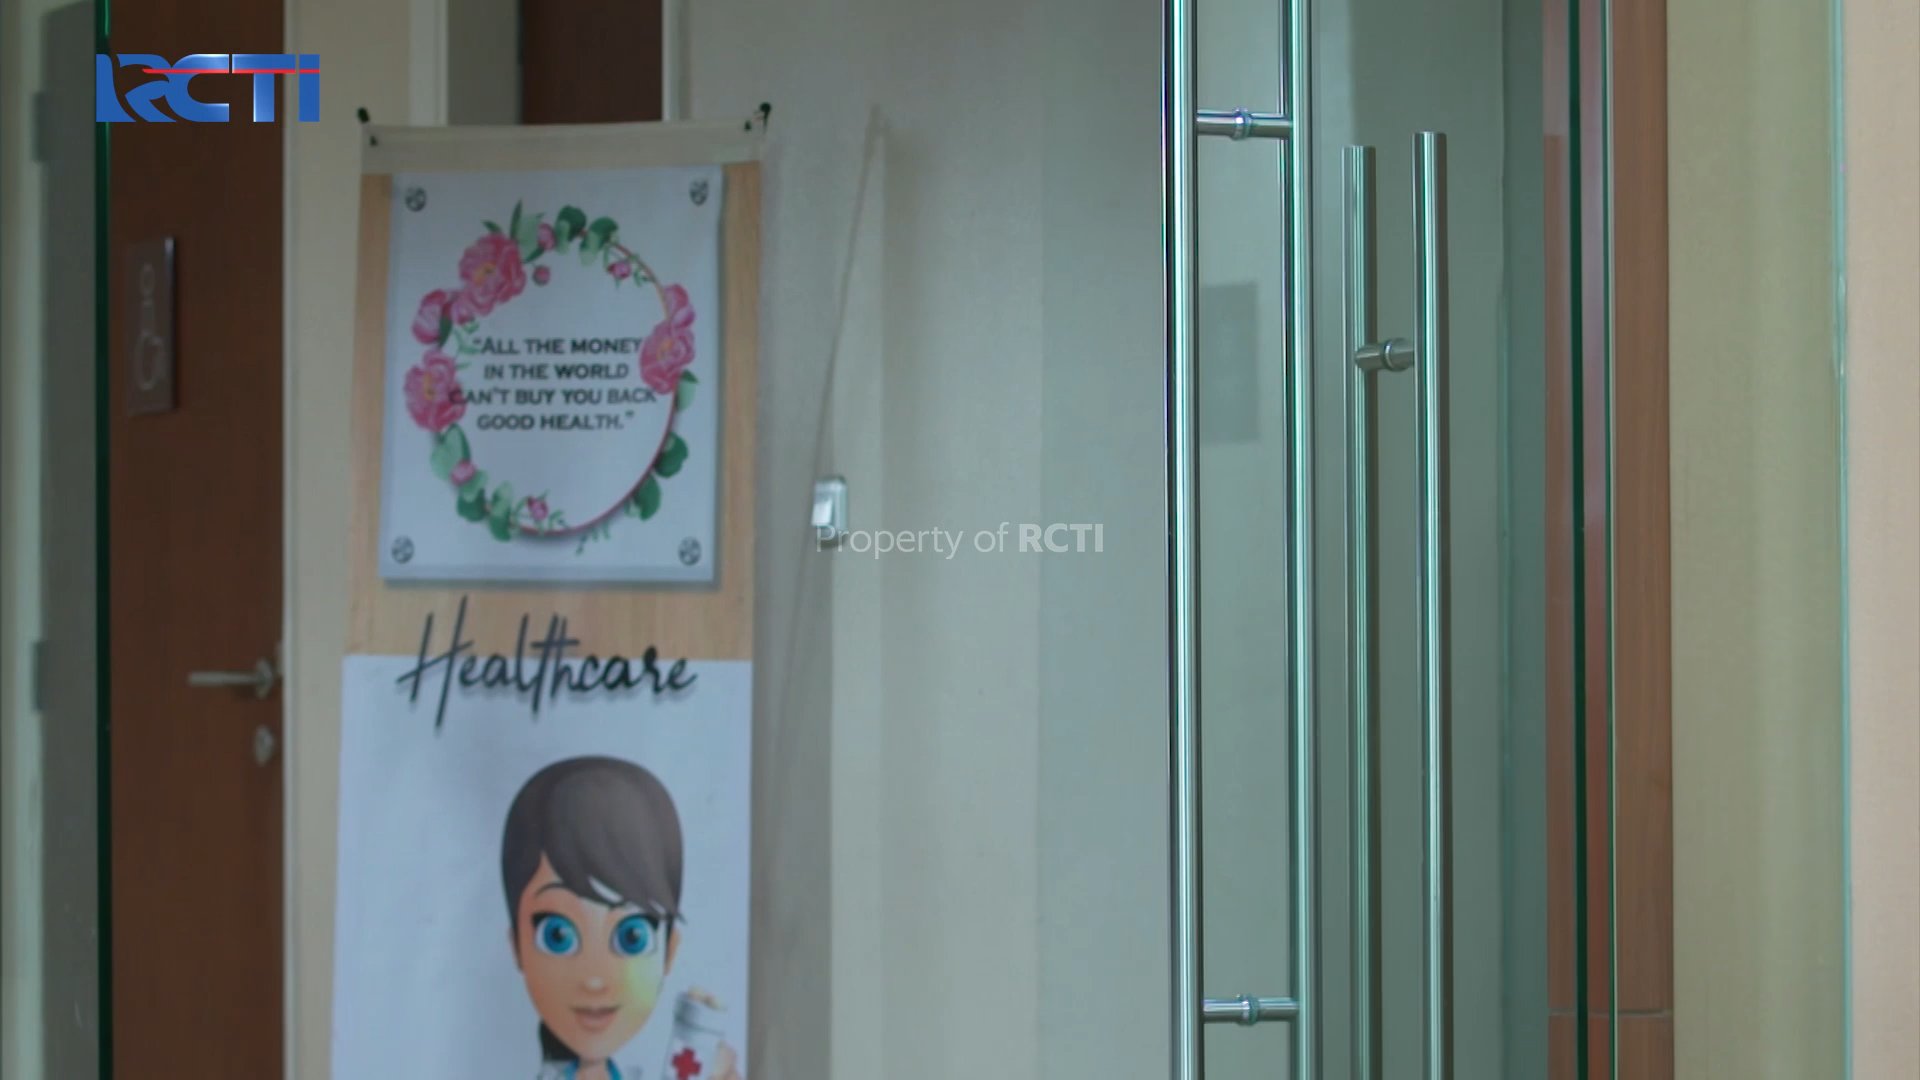 RCTI
"ALL THE MONEY
IN THE WORLD
CAN'T BUY YOU BACK
GOOD HEALTH."
Property of RCTI
Healthcare